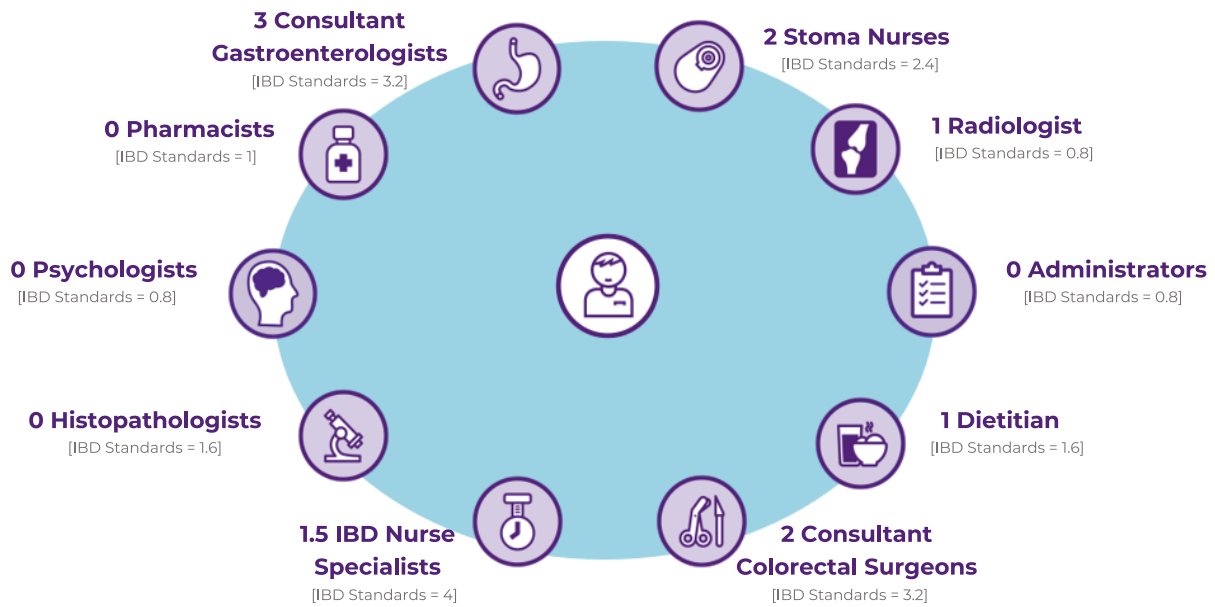 3 Consultant
Gastroenterologists
[IBD Standards = 3.2]
2 Stoma Nurses
[IBD Standards = 2.4]
0 Pharmacists
[IBD Standards = 1]
1 Radiologist
[IBD Standards = 0.8]
0 Psychologists
[IBD Standards = 0.8]
0 Administrators
[IBD Standards = 0.8]
0 Histopathologists
[IBD Standards = 1.6]
1 Dietitian
[IBD Standards = 1.6]
1.5 IBD Nurse
Specialists
[IBD Standards = 4]
2 Consultant
Colorectal Surgeons
[IBD Standards = 3.2]